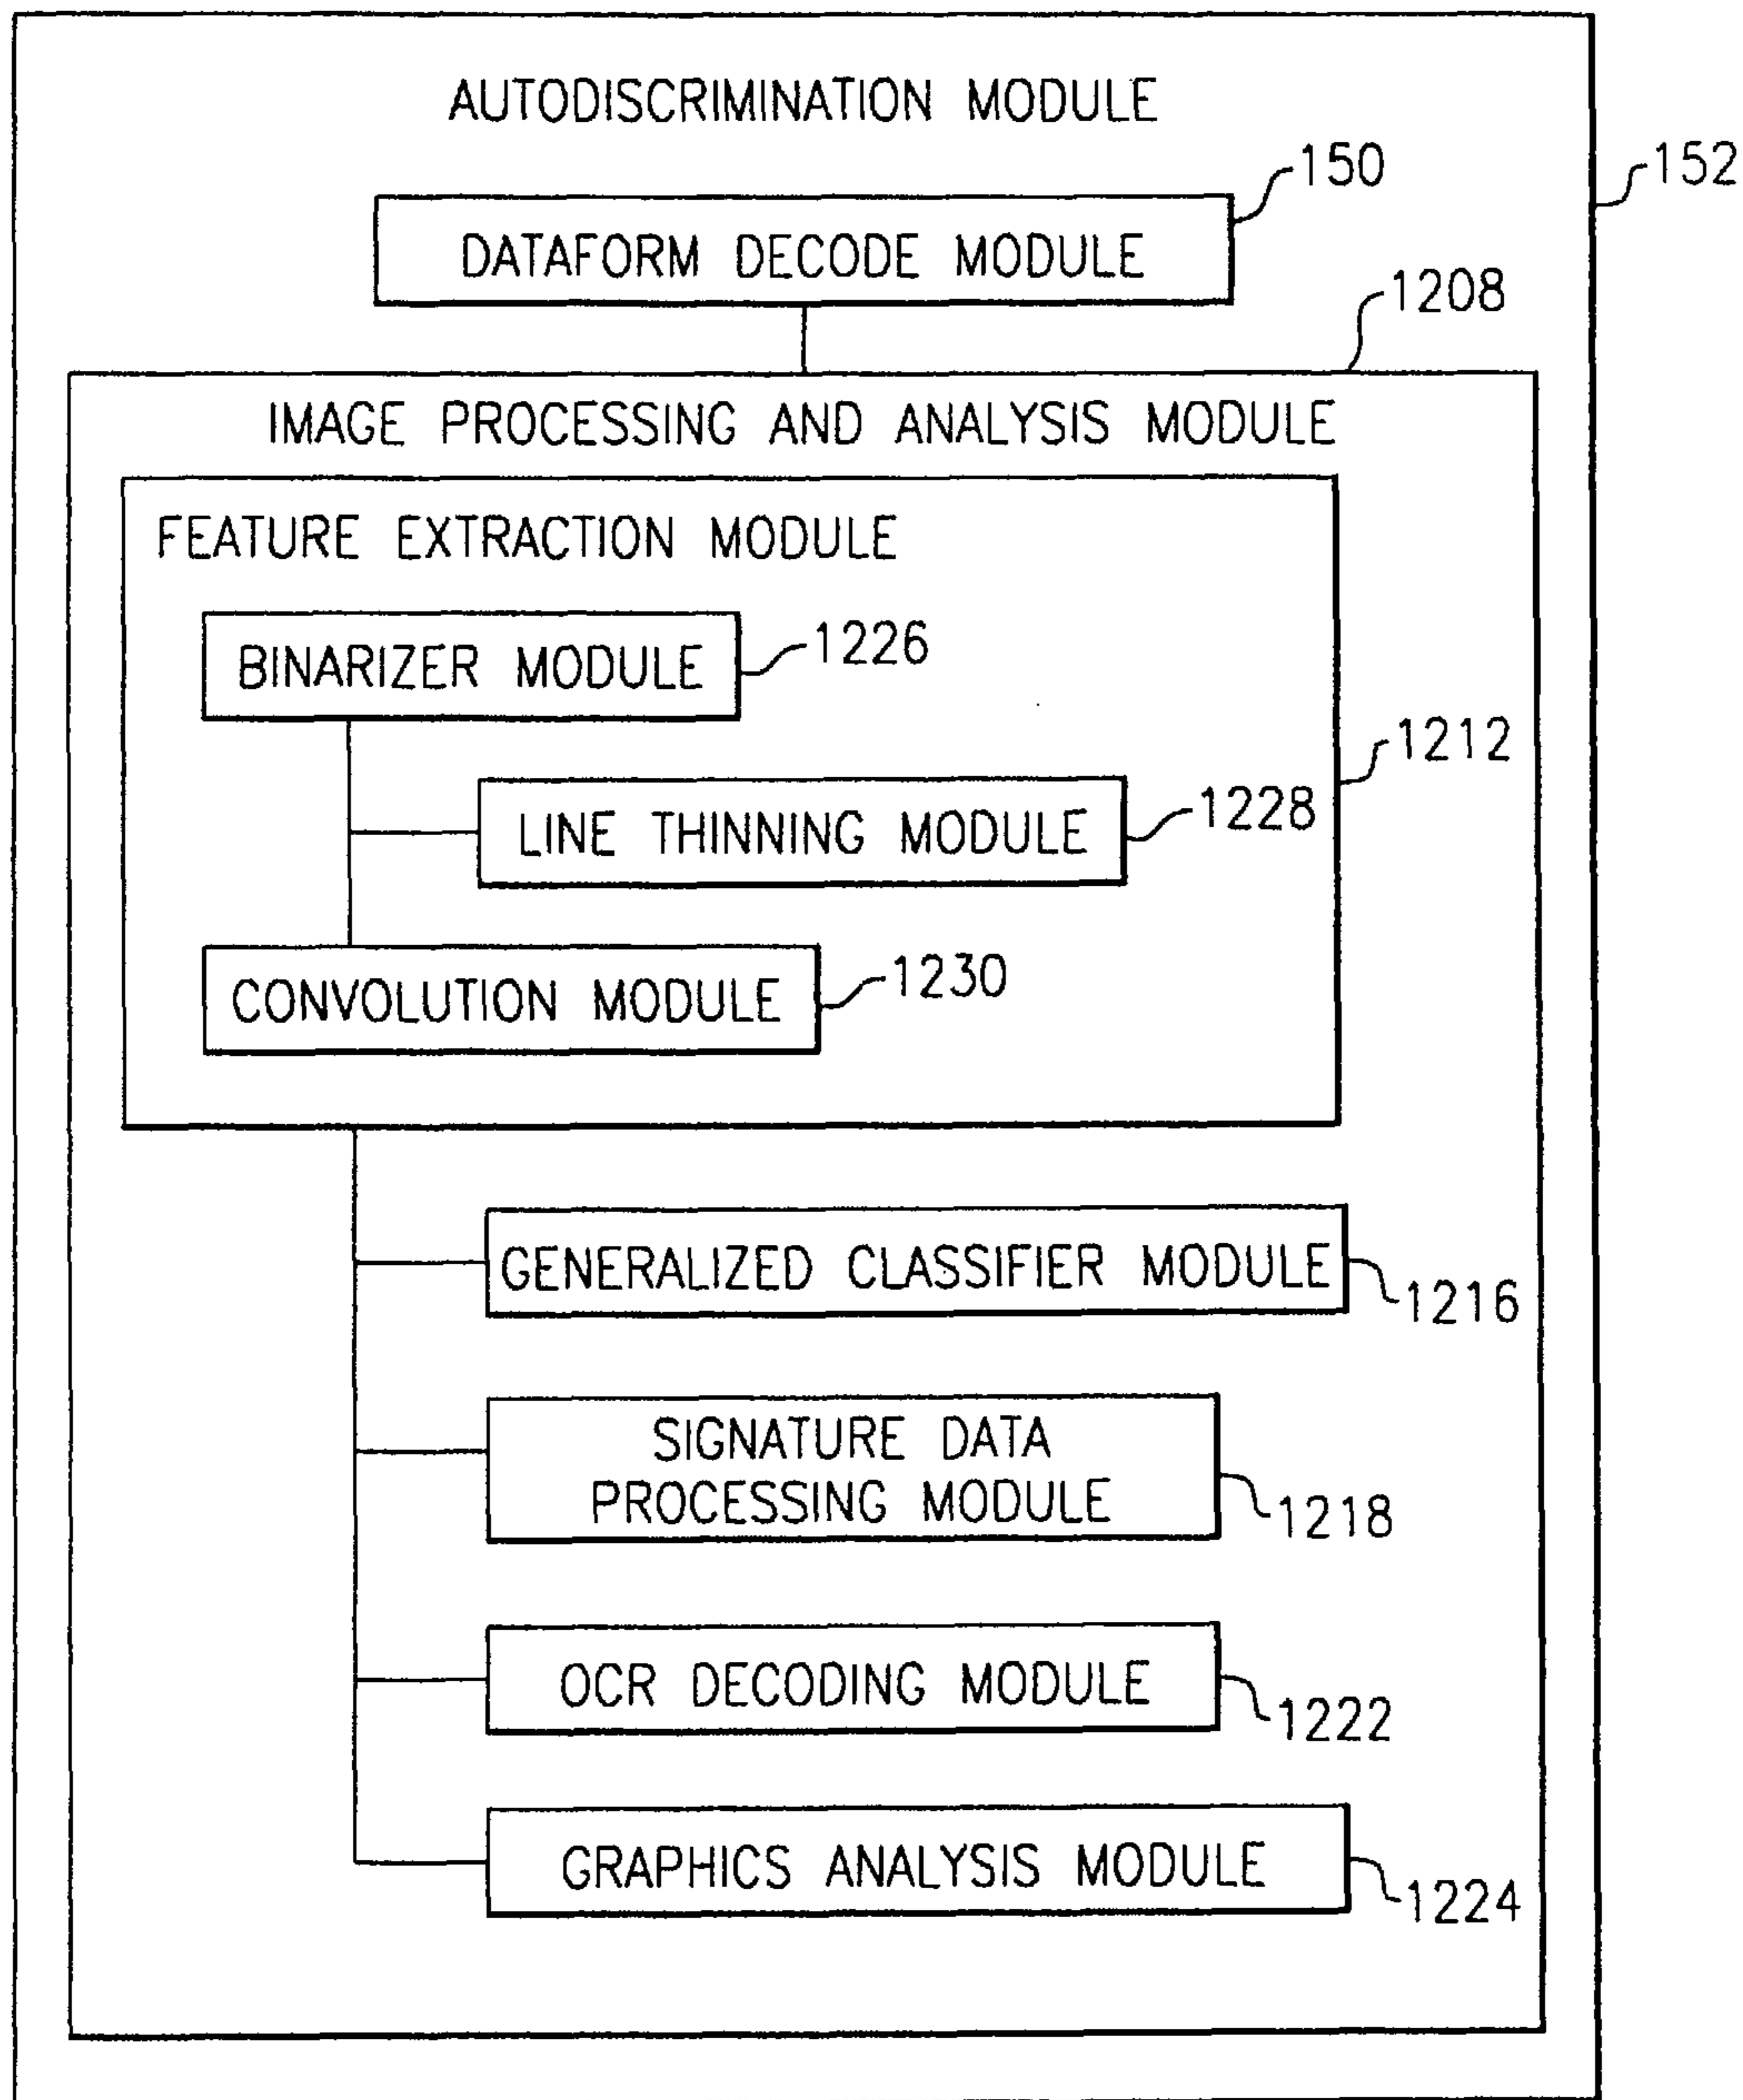 AUTODISCRIMINATION MODULE
150
152
DATAFORM DECODE MODULE
1208
IMAGE PROCESSING AND ANALYSIS MODULE
FEATURE EXTRACTION MODULE
BINARIZER MODULE
1226
1212
LINE THINNING MODULE
1228
CONVOLUTION MODULE
1230
GENERALIZED CLASSIFIER MODULE
1216
SIGNATURE DATA
PROCESSING MODULE
1218
OCR DECODING MODULE
1222
GRAPHICS ANALYSIS MODULE
1224